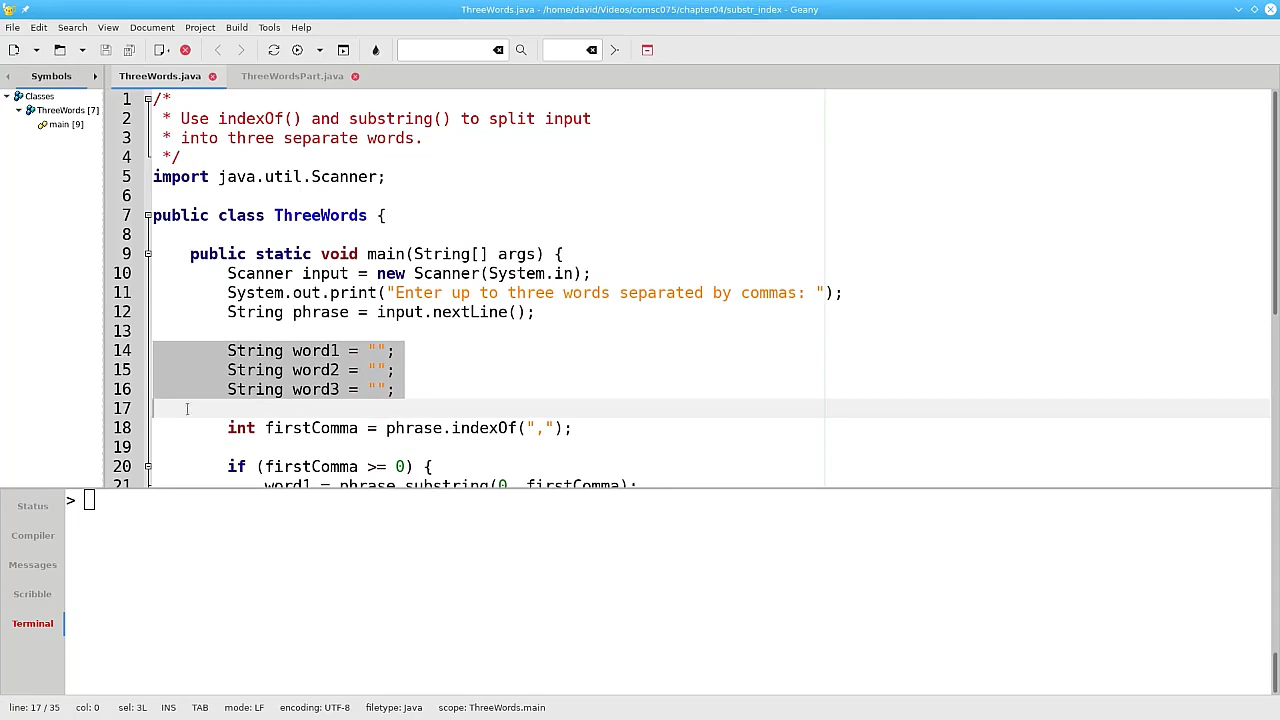 ThreeWords.java - /home/david/Videos/comsc075/chapter04/substr_index - Geany
File Edit Search View Document Project Build Tools Help
Symbols
ThreeWords.java ThreeWordsPart.java
Classes
ThreeWords [7]
main [9]
1 /*
2 * Use indexOf() and substring() to split input
3 * into three separate words.
4 */
5 import java.util.Scanner;
6
7 public class ThreeWords {
8
9 public static void main(String[] args) {
10 Scanner input = new Scanner(System.in);
11 System.out.print("Enter up to three words separated by commas: ");
12 String phrase = input.nextLine();
13
14 String word1 = "";
15 String word2 = "";
16 String word3 = "";
17
18 int firstComma = phrase.indexOf(",");
19
20 if (firstComma >= 0) {
21 word1 = phrase.substring(0, firstComma);
>
Status
Compiler
Messages
Scribble
Terminal
line: 17 / 35 col: 0 sel: 3L INS TAB mode: LF encoding: UTF-8 filetype: Java scope: ThreeWords.main